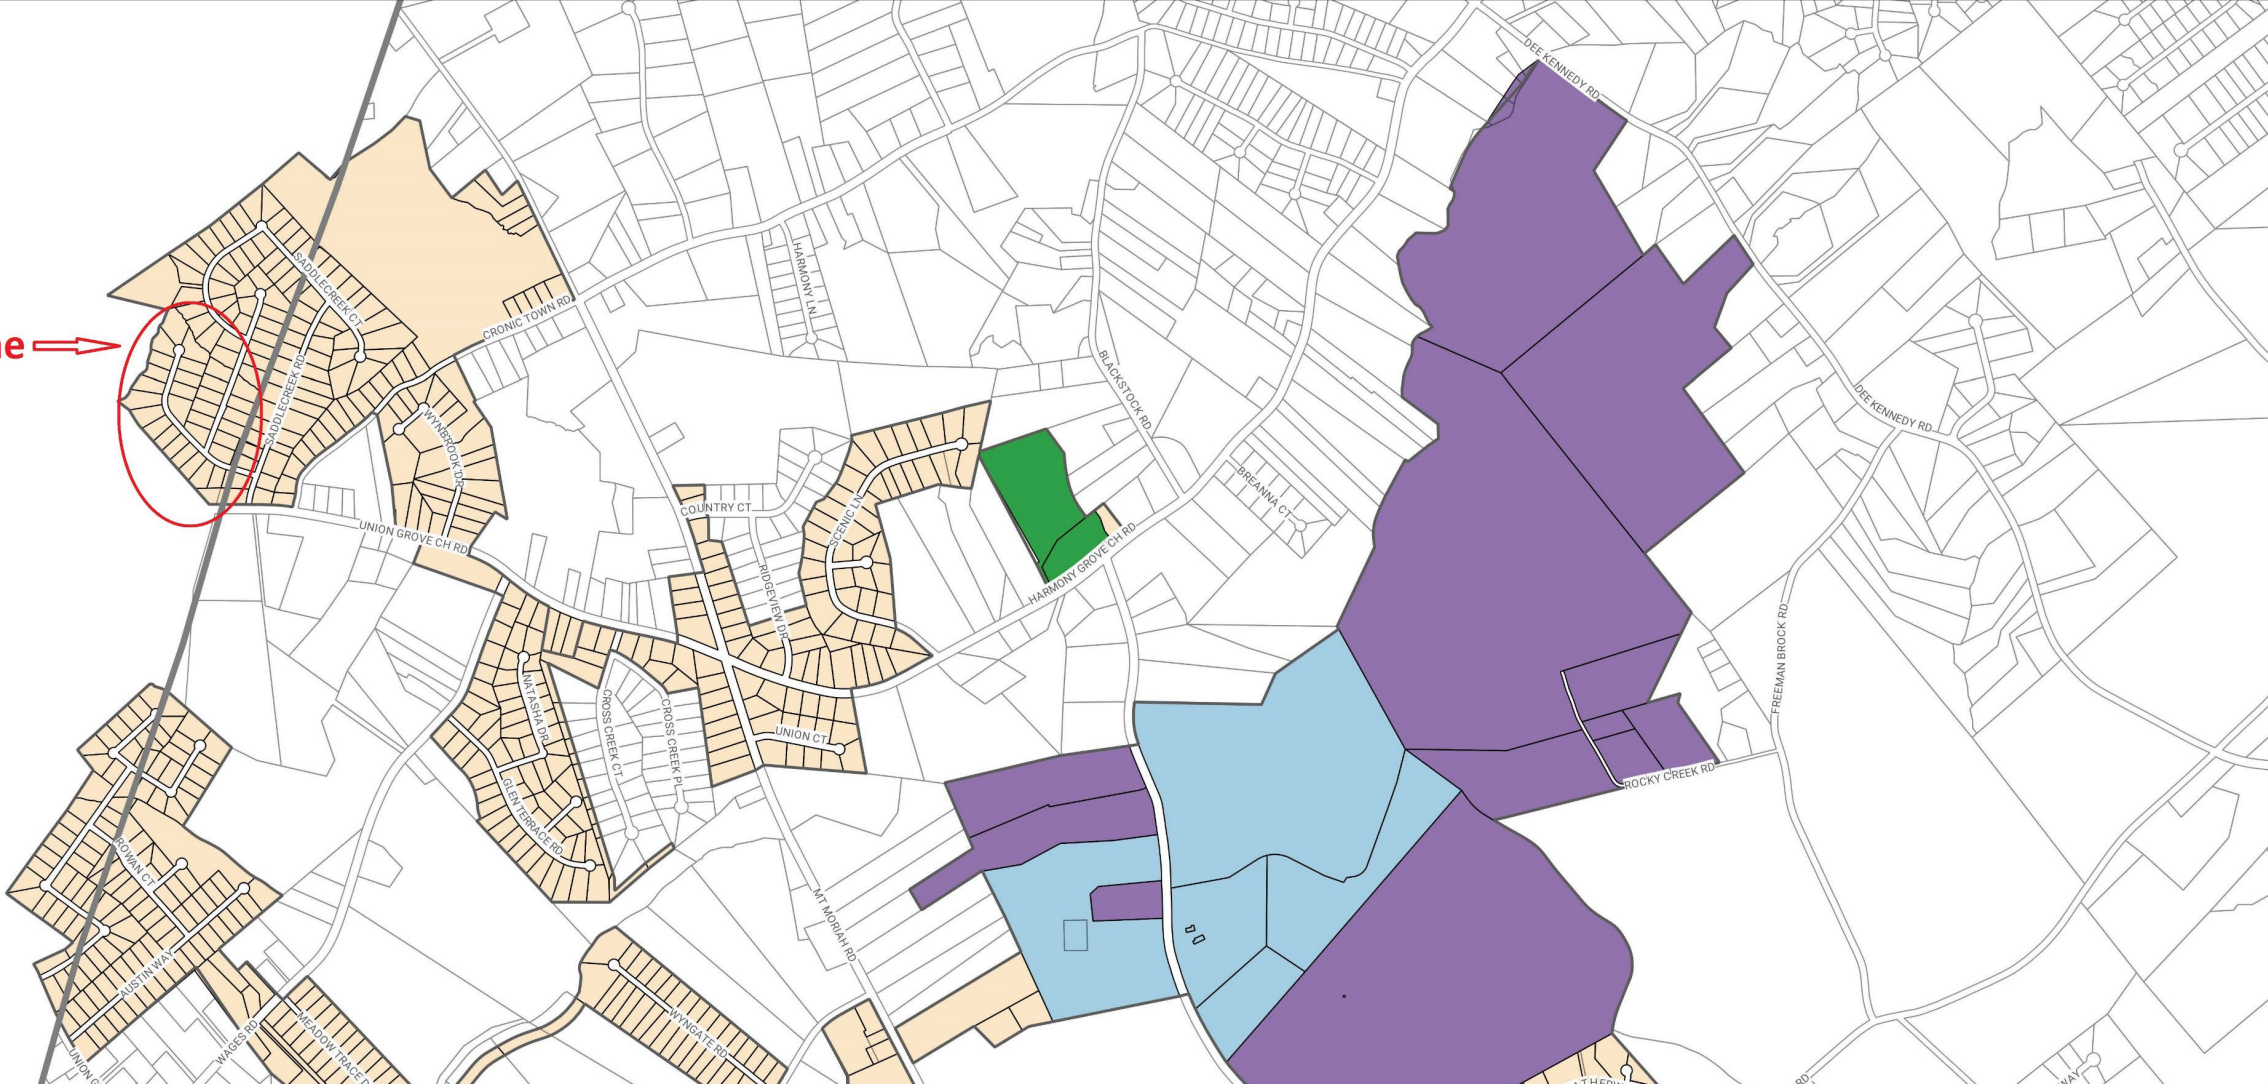 DEE KENNEDY RD
SADDLECREEK CT
HARMONY LN
CRONIC TOWN RD
e
SADDLECREEK RD
BLACKSTOCK RD
DEE KENNEDY RD
WYNBROOK DR
BREANNA CT
COUNTRY CT
SCENIC LN
UNION GROVE CH RD
HARMONY GROVE CH RD
RIDGEVIEW DR
FREEMAN BROCK RD
NATASHA DR
CROSS CREEK CT
CROSS CREEK PL
UNION CT
ROCKY CREEK RD
GLEN TERRACE RD
ROWAN CT
MT MORIAH RD
AUSTIN WAY
WAGES RD
MEADOW TRACE D
WYNGATE RD
UNION G
RD
WAY